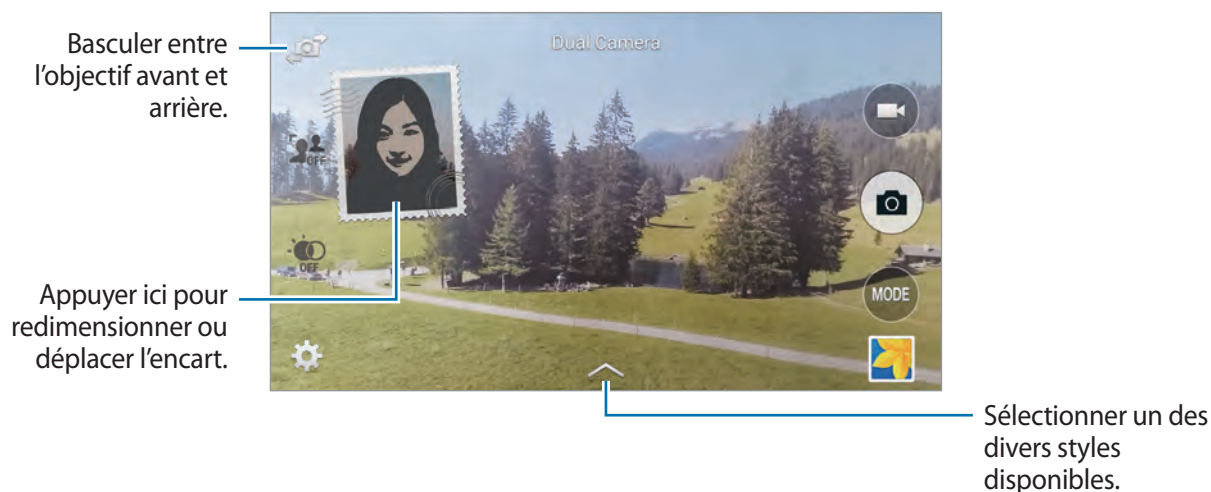 Basculer entre
l'objectif avant et
arrière.
Dual Camera
OFF
OFF
MODE
Appuyer ici pour
redimensionner ou
déplacer l'encart.
Sélectionner un des
divers styles
disponibles.